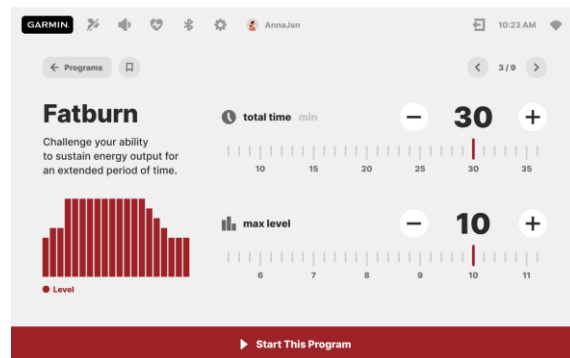 GARMIN AnnaJsn 10:23 AM
← Programs 3/9
Fatburn
Challenge your ability
to sustain energy output for
an extended period of time.
Level
total time min 30
10 15 20 25 30 35
max level 10
6 7 8 9 10 11
Start This Program